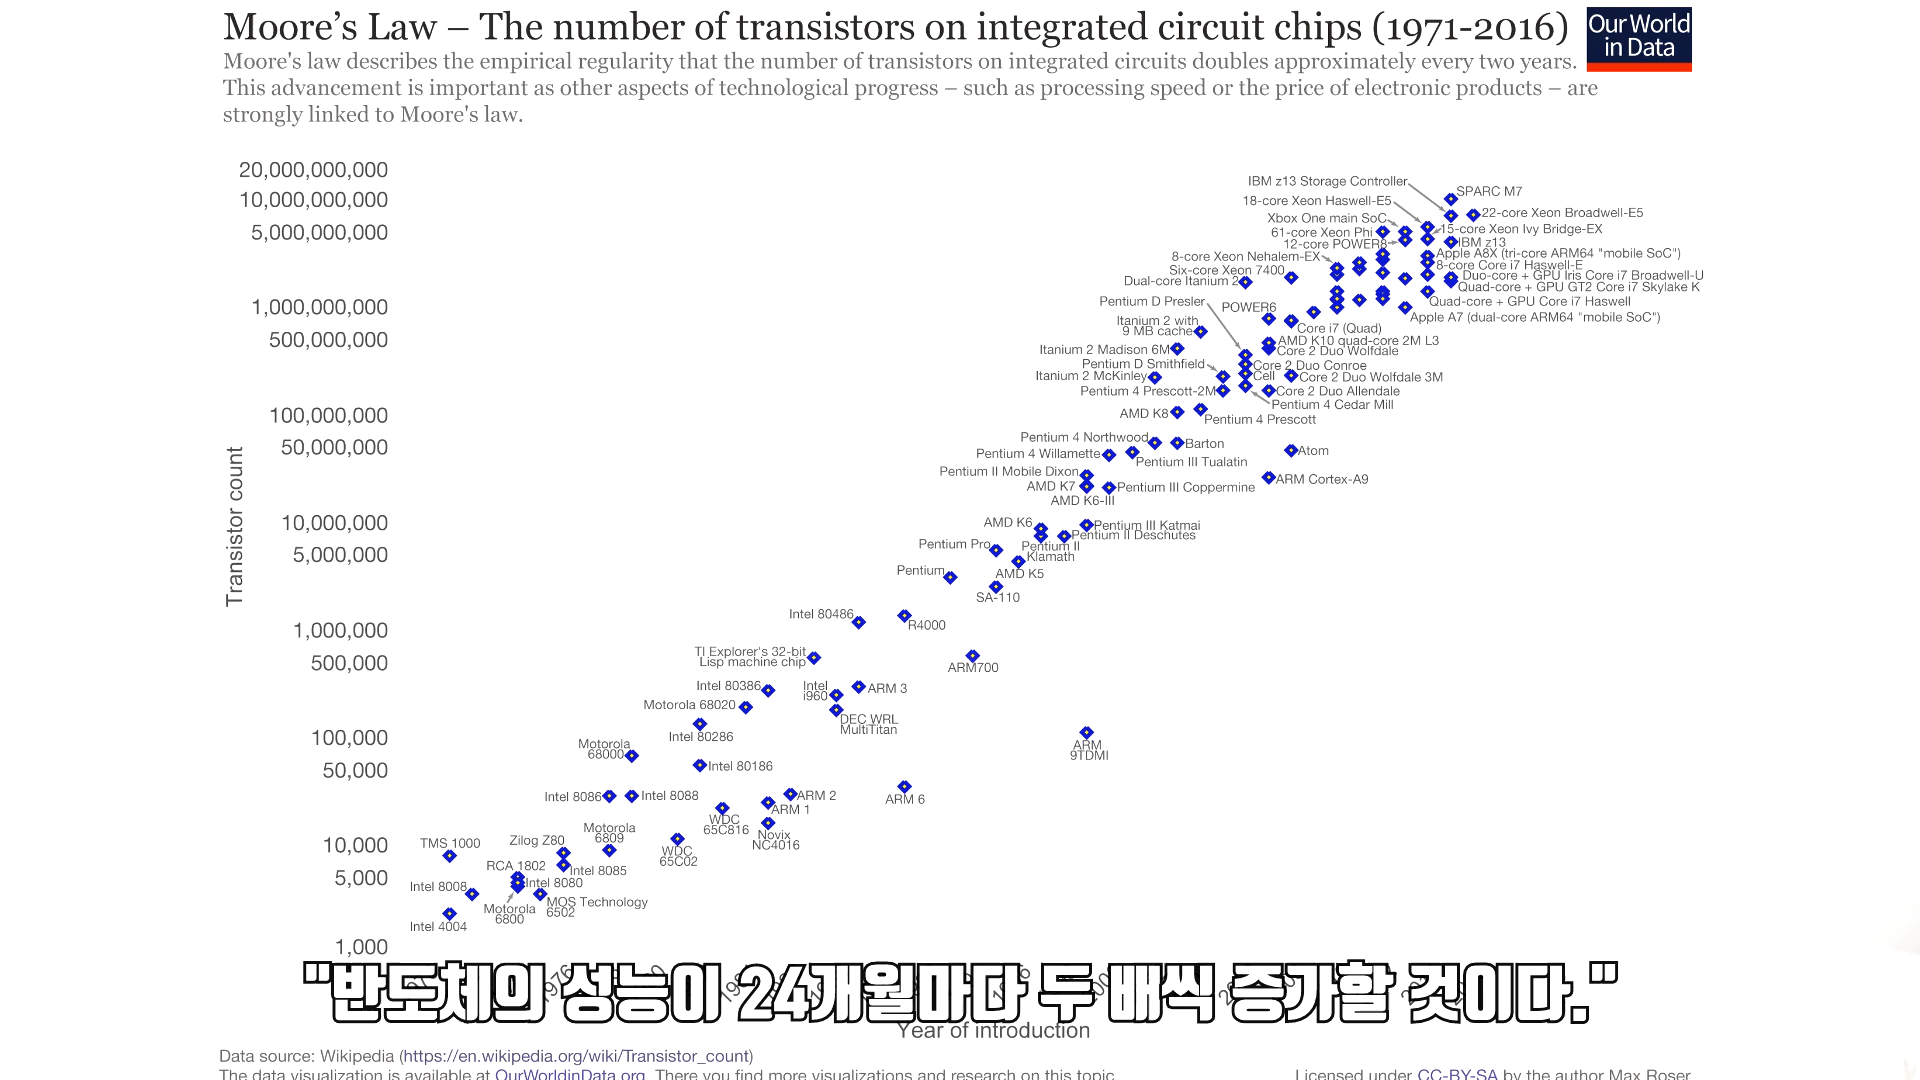 Moore's Law – The number of transistors on integrated circuit chips (1971-2016)
Our World
in Data
Moore's law describes the empirical regularity that the number of transistors on integrated circuits doubles approximately every two years.
This advancement is important as other aspects of technological progress – such as processing speed or the price of electronic products – are
strongly linked to Moore's law.
20,000,000,000
10,000,000,000
5,000,000,000
1,000,000,000
500,000,000
100,000,000
50,000,000
10,000,000
5,000,000
1,000,000
500,000
100,000
50,000
10,000
5,000
1,000
Transistor count
IBM z13 Storage Controller
SPARC M7
18-core Xeon Haswell-E5
22-core Xeon Broadwell-E5
Xbox One main SoC
15-core Xeon Ivy Bridge-EX
61-core Xeon Phi
12-core POWER8
IBM z13
8-core Xeon Nehalem-EX
Apple A8X (tri-core ARM64 "mobile SoC")
8-core Core i7 Haswell-E
Six-core Xeon 7400
Duo-core + GPU Iris Core i7 Broadwell-U
Dual-core Itanium 2
Quad-core + GPU GT2 Core i7 Skylake K
Pentium D Presler
Quad-core + GPU Core i7 Haswell
POWER6
Apple A7 (dual-core ARM64 "mobile SoC")
Itanium 2 with
9 MB cache
Core i7 (Quad)
AMD K10 quad-core 2M L3
Itanium 2 Madison 6M
Core 2 Duo Wolfdale
Pentium D Smithfield
Core 2 Duo Conroe
Itanium 2 McKinley
Cell
Core 2 Duo Wolfdale 3M
Pentium 4 Prescott-2M
Core 2 Duo Allendale
Pentium 4 Cedar Mill
AMD K8
Pentium 4 Prescott
Pentium 4 Northwood
Barton
Pentium 4 Willamette
Pentium III Tualatin
Atom
Pentium II Mobile Dixon
ARM Cortex-A9
AMD K7
Pentium III Coppermine
AMD K6-III
AMD K6
Pentium III Katmai
Pentium II Deschutes
Pentium Pro
Pentium II
Klamath
Pentium
AMD K5
SA-110
Intel 80486
R4000
TI Explorer's 32-bit
Lisp machine chip
ARM700
Intel 80386
Intel
i960
ARM 3
Motorola 68020
DEC WRL
MultiTitan
Intel 80286
Motorola
68000
ARM
9TDMI
Intel 80186
Intel 8086
Intel 8088
ARM 2
ARM 6
ARM 1
WDC
65C816
Novix
NC4016
Motorola
6809
TMS 1000
Zilog Z80
WDC
65C02
RCA 1802
Intel 8085
Intel 8008
Intel 8080
Motorola
6800
MOS Technology
6502
Intel 4004
"반도체의 성능이 24개월마다 두 배씩 증가할 것이다."
Year of introduction
Data source: Wikipedia (https://en.wikipedia.org/wiki/Transistor_count)
The data visualization is available at OurWorldinData.org. There you find more visualizations and research on this topic.
Licensed under CC-BY-SA by the author Max Roser.